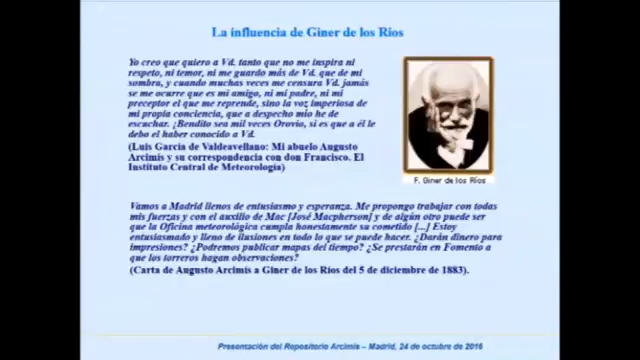 La influencia de Giner de los Ríos
Yo creo que quiero a Vd. tanto que no me inspira ni
respeto, ni temor, ni me guardo más de Vd. que de mi
sombra, y cuando muchas veces me censura Vd. jamás
se me ocurre que es mi amigo, ni mi padre, ni mi
preceptor el que me reprende, sino la voz imperiosa de
mi propia conciencia, que a despecho mío he de
escuchar. ¡Bendito sea mil veces Orovio, si es que a él le
debo el haber conocido a Vd.
(Luis García de Valdeavellano: Mi abuelo Augusto
Arcimís y su correspondencia con don Francisco. El
Instituto Central de Meteorología)
F. Giner de los Ríos
Vamos a Madrid llenos de entusiasmo y esperanza. Me propongo trabajar con todas
mis fuerzas y con el auxilio de Mac [José Macpherson] y de algún otro puede ser
que la Oficina meteorológica cumpla honestamente su cometido [...] Estoy
entusiasmado y lleno de ilusiones en todo lo que se puede hacer. ¿Darán dinero para
impresiones? ¿Podremos publicar mapas del tiempo? ¿Se prestarán en Fomento a
que los torreros hagan observaciones?
(Carta de Augusto Arcimís a Giner de los Ríos del 5 de diciembre de 1883).
Presentación del Repositorio Arcimís – Madrid, 24 de octubre de 2016